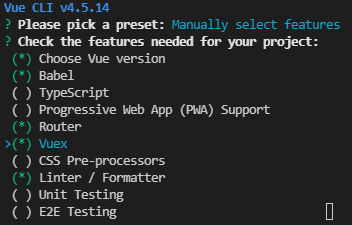 Vue CLI v4.5.14
? Please pick a preset: Manually select features
? Check the features needed for your project:
(*) Choose Vue version
(*) Babel
( ) TypeScript
( ) Progressive Web App (PWA) Support
(*) Router
>(*) Vuex
( ) CSS Pre-processors
(*) Linter / Formatter
( ) Unit Testing
( ) E2E Testing